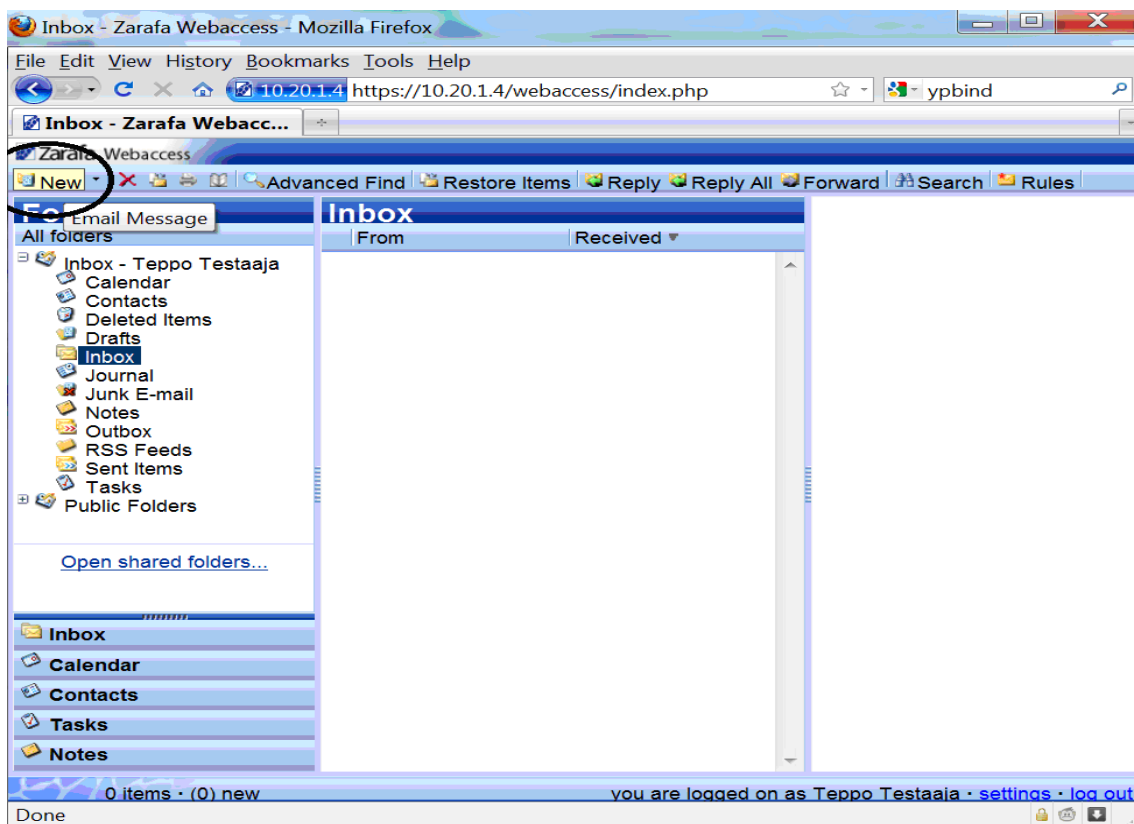 Inbox - Zarafa Webaccess - Mozilla Firefox
File Edit View History Bookmarks Tools Help
10.20.1.4 https://10.20.1.4/webaccess/index.php ypbind
Inbox - Zarafa Webacc...
Zarafa Webaccess
New Advanced Find Restore Items Reply Reply All Forward Search Rules
Email Message
Inbox
All folders
From Received
Inbox - Teppo Testaaja
Calendar
Contacts
Deleted Items
Drafts
Inbox
Journal
Junk E-mail
Notes
Outbox
RSS Feeds
Sent Items
Tasks
Public Folders
Open shared folders...
Inbox
Calendar
Contacts
Tasks
Notes
0 items · (0) new you are logged on as Teppo Testaaja · settings · log out
Done